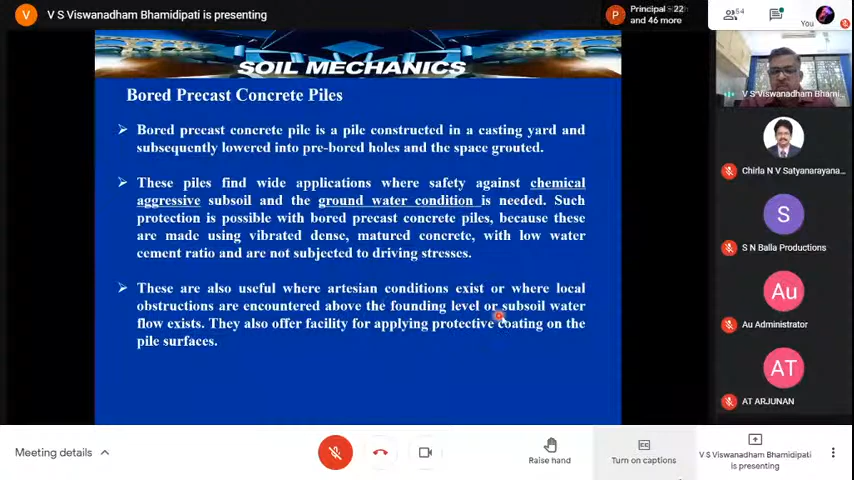 V
V S Viswanadham Bhamidipati is presenting
P
Principal - 22
and 46 more
54
You
SOIL MECHANICS
Bored Precast Concrete Piles
➢ Bored precast concrete pile is a pile constructed in a casting yard and
subsequently lowered into pre-bored holes and the space grouted.
➢ These piles find wide applications where safety against chemical
aggressive subsoil and the ground water condition is needed. Such
protection is possible with bored precast concrete piles, because these
are made using vibrated dense, matured concrete, with low water
cement ratio and are not subjected to driving stresses.
➢ These are also useful where artesian conditions exist or where local
obstructions are encountered above the founding level or subsoil water
flow exists. They also offer facility for applying protective coating on the
pile surfaces.
V S Viswanadham Bhami...
Chirla N V Satyanarayana...
S
S N Balla Productions
Au
Au Administrator
AT
AT ARJUNAN
Meeting details
Raise hand
Turn on captions
V S Viswanadham Bhamidipati
is presenting